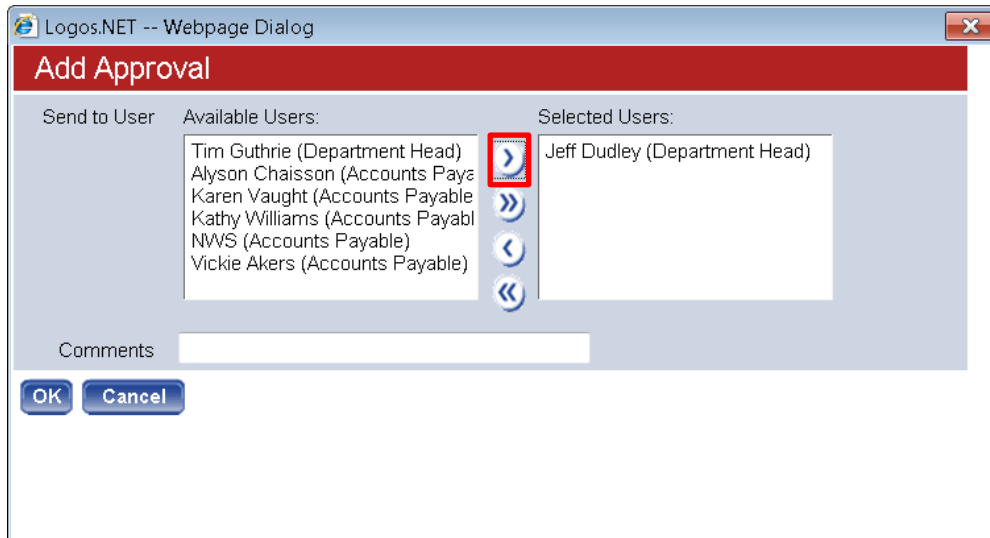 Logos.NET -- Webpage Dialog
Add Approval
Send to User Available Users: Selected Users:
Tim Guthrie (Department Head)
Alyson Chaisson (Accounts Paya
Karen Vaught (Accounts Payable
Kathy Williams (Accounts Payabl
NWS (Accounts Payable)
Vickie Akers (Accounts Payable)
Jeff Dudley (Department Head)
Comments
OK Cancel